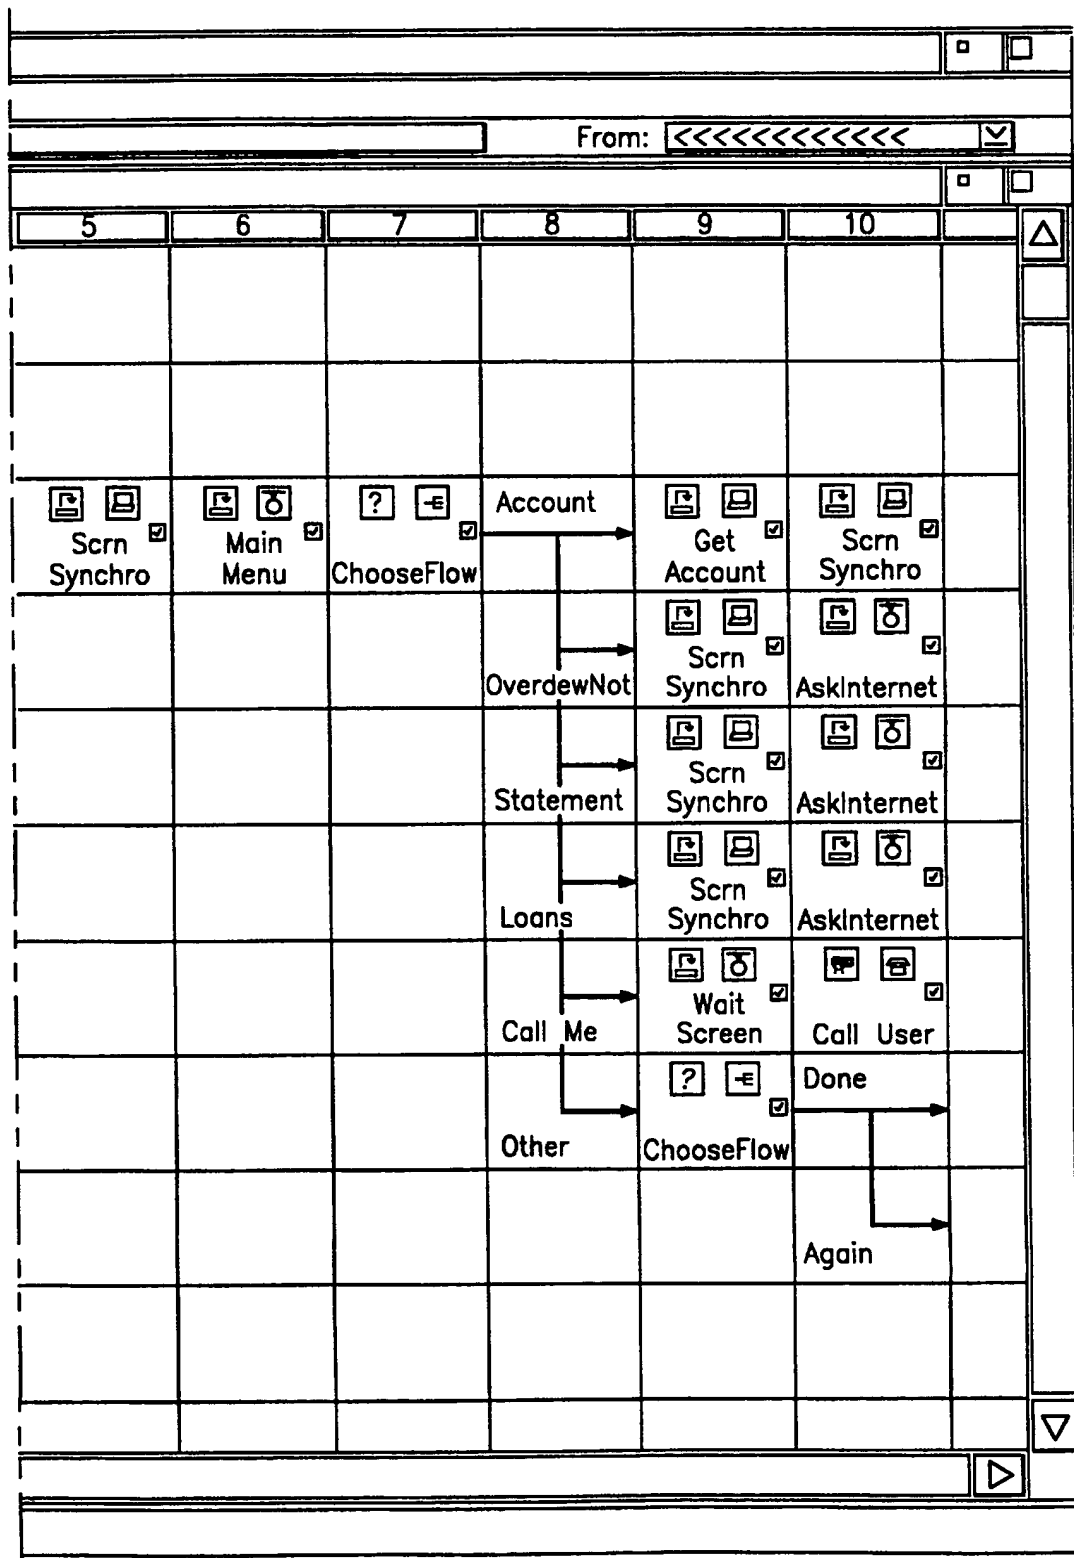 From: <<<<<<<<<<<<
5 6 7 8 9 10
Account
Scrn Synchro
Main Menu
? ChooseFlow
Get Account
Scrn Synchro
OverdewNot
Scrn Synchro
AskInternet
Statement
Scrn Synchro
AskInternet
Loans
Scrn Synchro
AskInternet
Call Me
Wait Screen
Call User
Other
? ChooseFlow
Done
Again